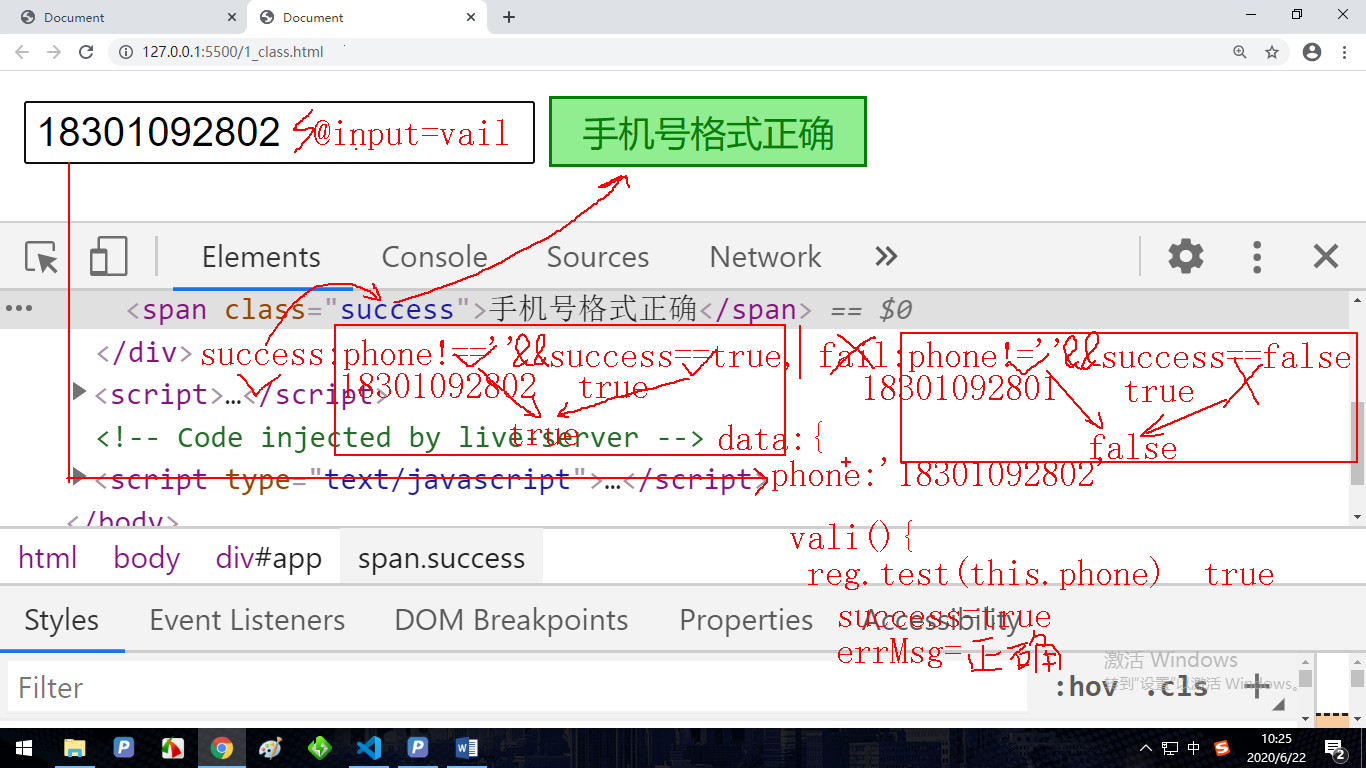 Document
Document
127.0.0.1:5500/1_class.html
18301092802 @input=vail
手机号格式正确
Elements Console Sources Network
<span class="success">手机号格式正确</span> == $0
</div> success:phone!==''&&success==true, fail:phone!=''&&success==false
<script>…</script> 18301092802 true 18301092801 true
<!-- Code injected by live-server --> true data:{ false
<script type="text/javascript">…</script> phone:'18301092802'
</body>
vali(){
html body div#app span.success
reg.test(this.phone) true
success=true
Styles Event Listeners DOM Breakpoints Properties Accessibility
errMsg=正确
激活 Windows
转到"设置"以激活 Windows。
Filter :hov .cls
中 10:25
2020/6/22
2